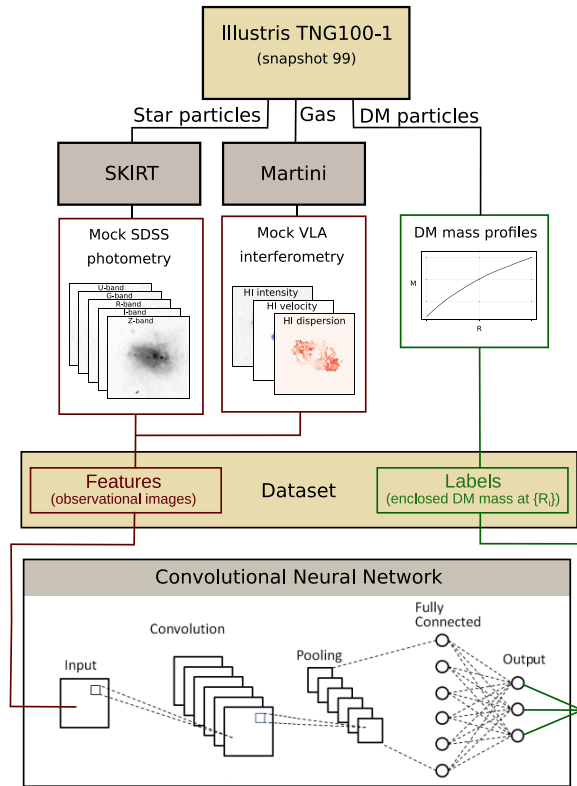 Illustris TNG100-1
(snapshot 99)
Star particles
Gas
DM particles
SKIRT
Martini
Mock SDSS
photometry
U-band
G-band
R-band
I-band
Z-band
Mock VLA
interferometry
HI intensity
HI velocity
HI dispersion
DM mass profiles
M
R
Features
(observational images)
Dataset
Labels
(enclosed DM mass at {Ri})
Convolutional Neural Network
Input
Convolution
Pooling
Fully
Connected
Output